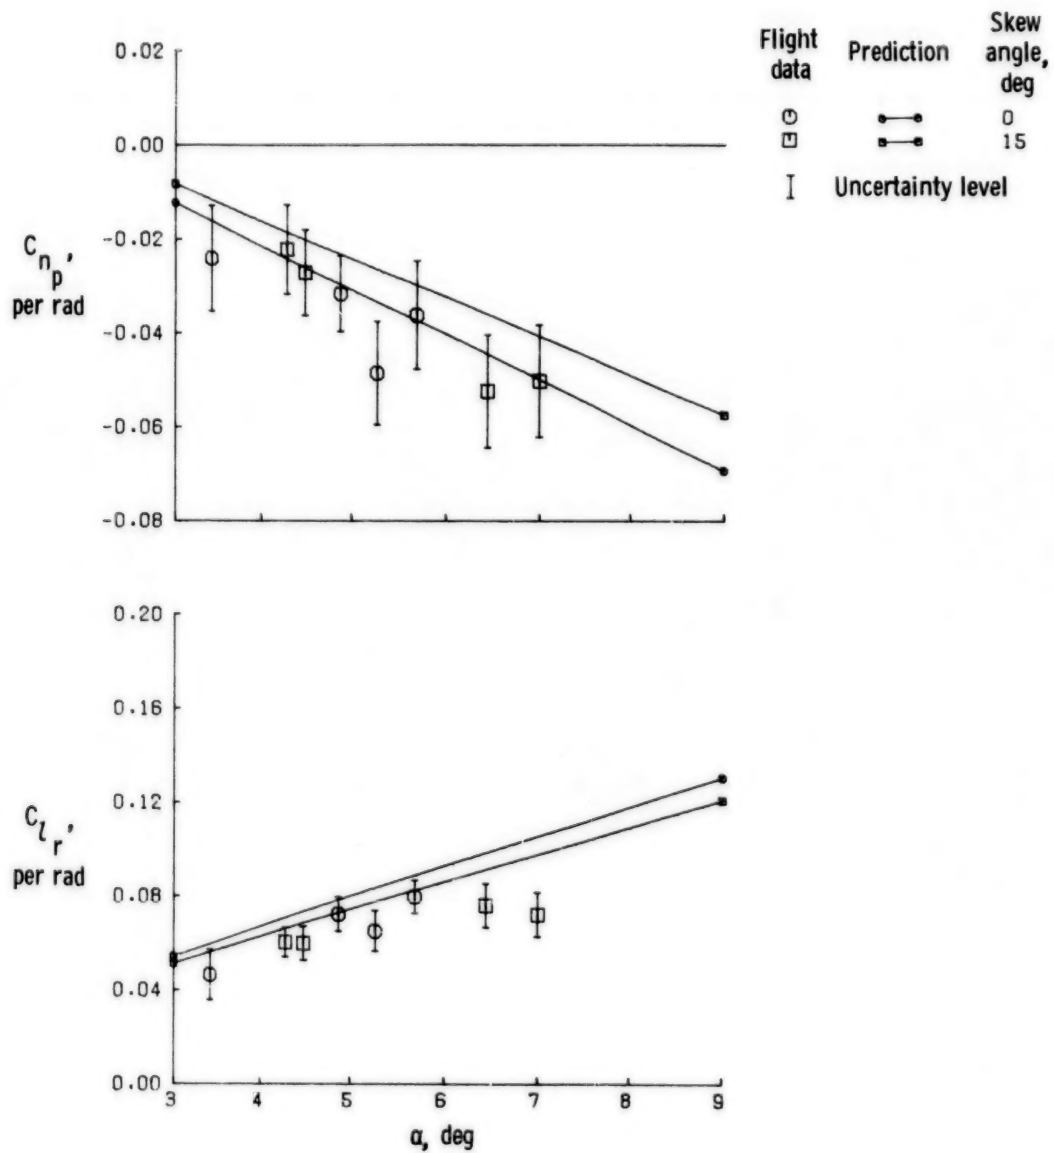 Flight data
Prediction
Skew angle, deg
0
15
Uncertainty level
0.02
0.00
-0.02
-0.04
-0.06
-0.08
C n p, per rad
0.20
0.16
0.12
0.08
0.04
0.00
C l r, per rad
3 4 5 6 7 8 9
α, deg